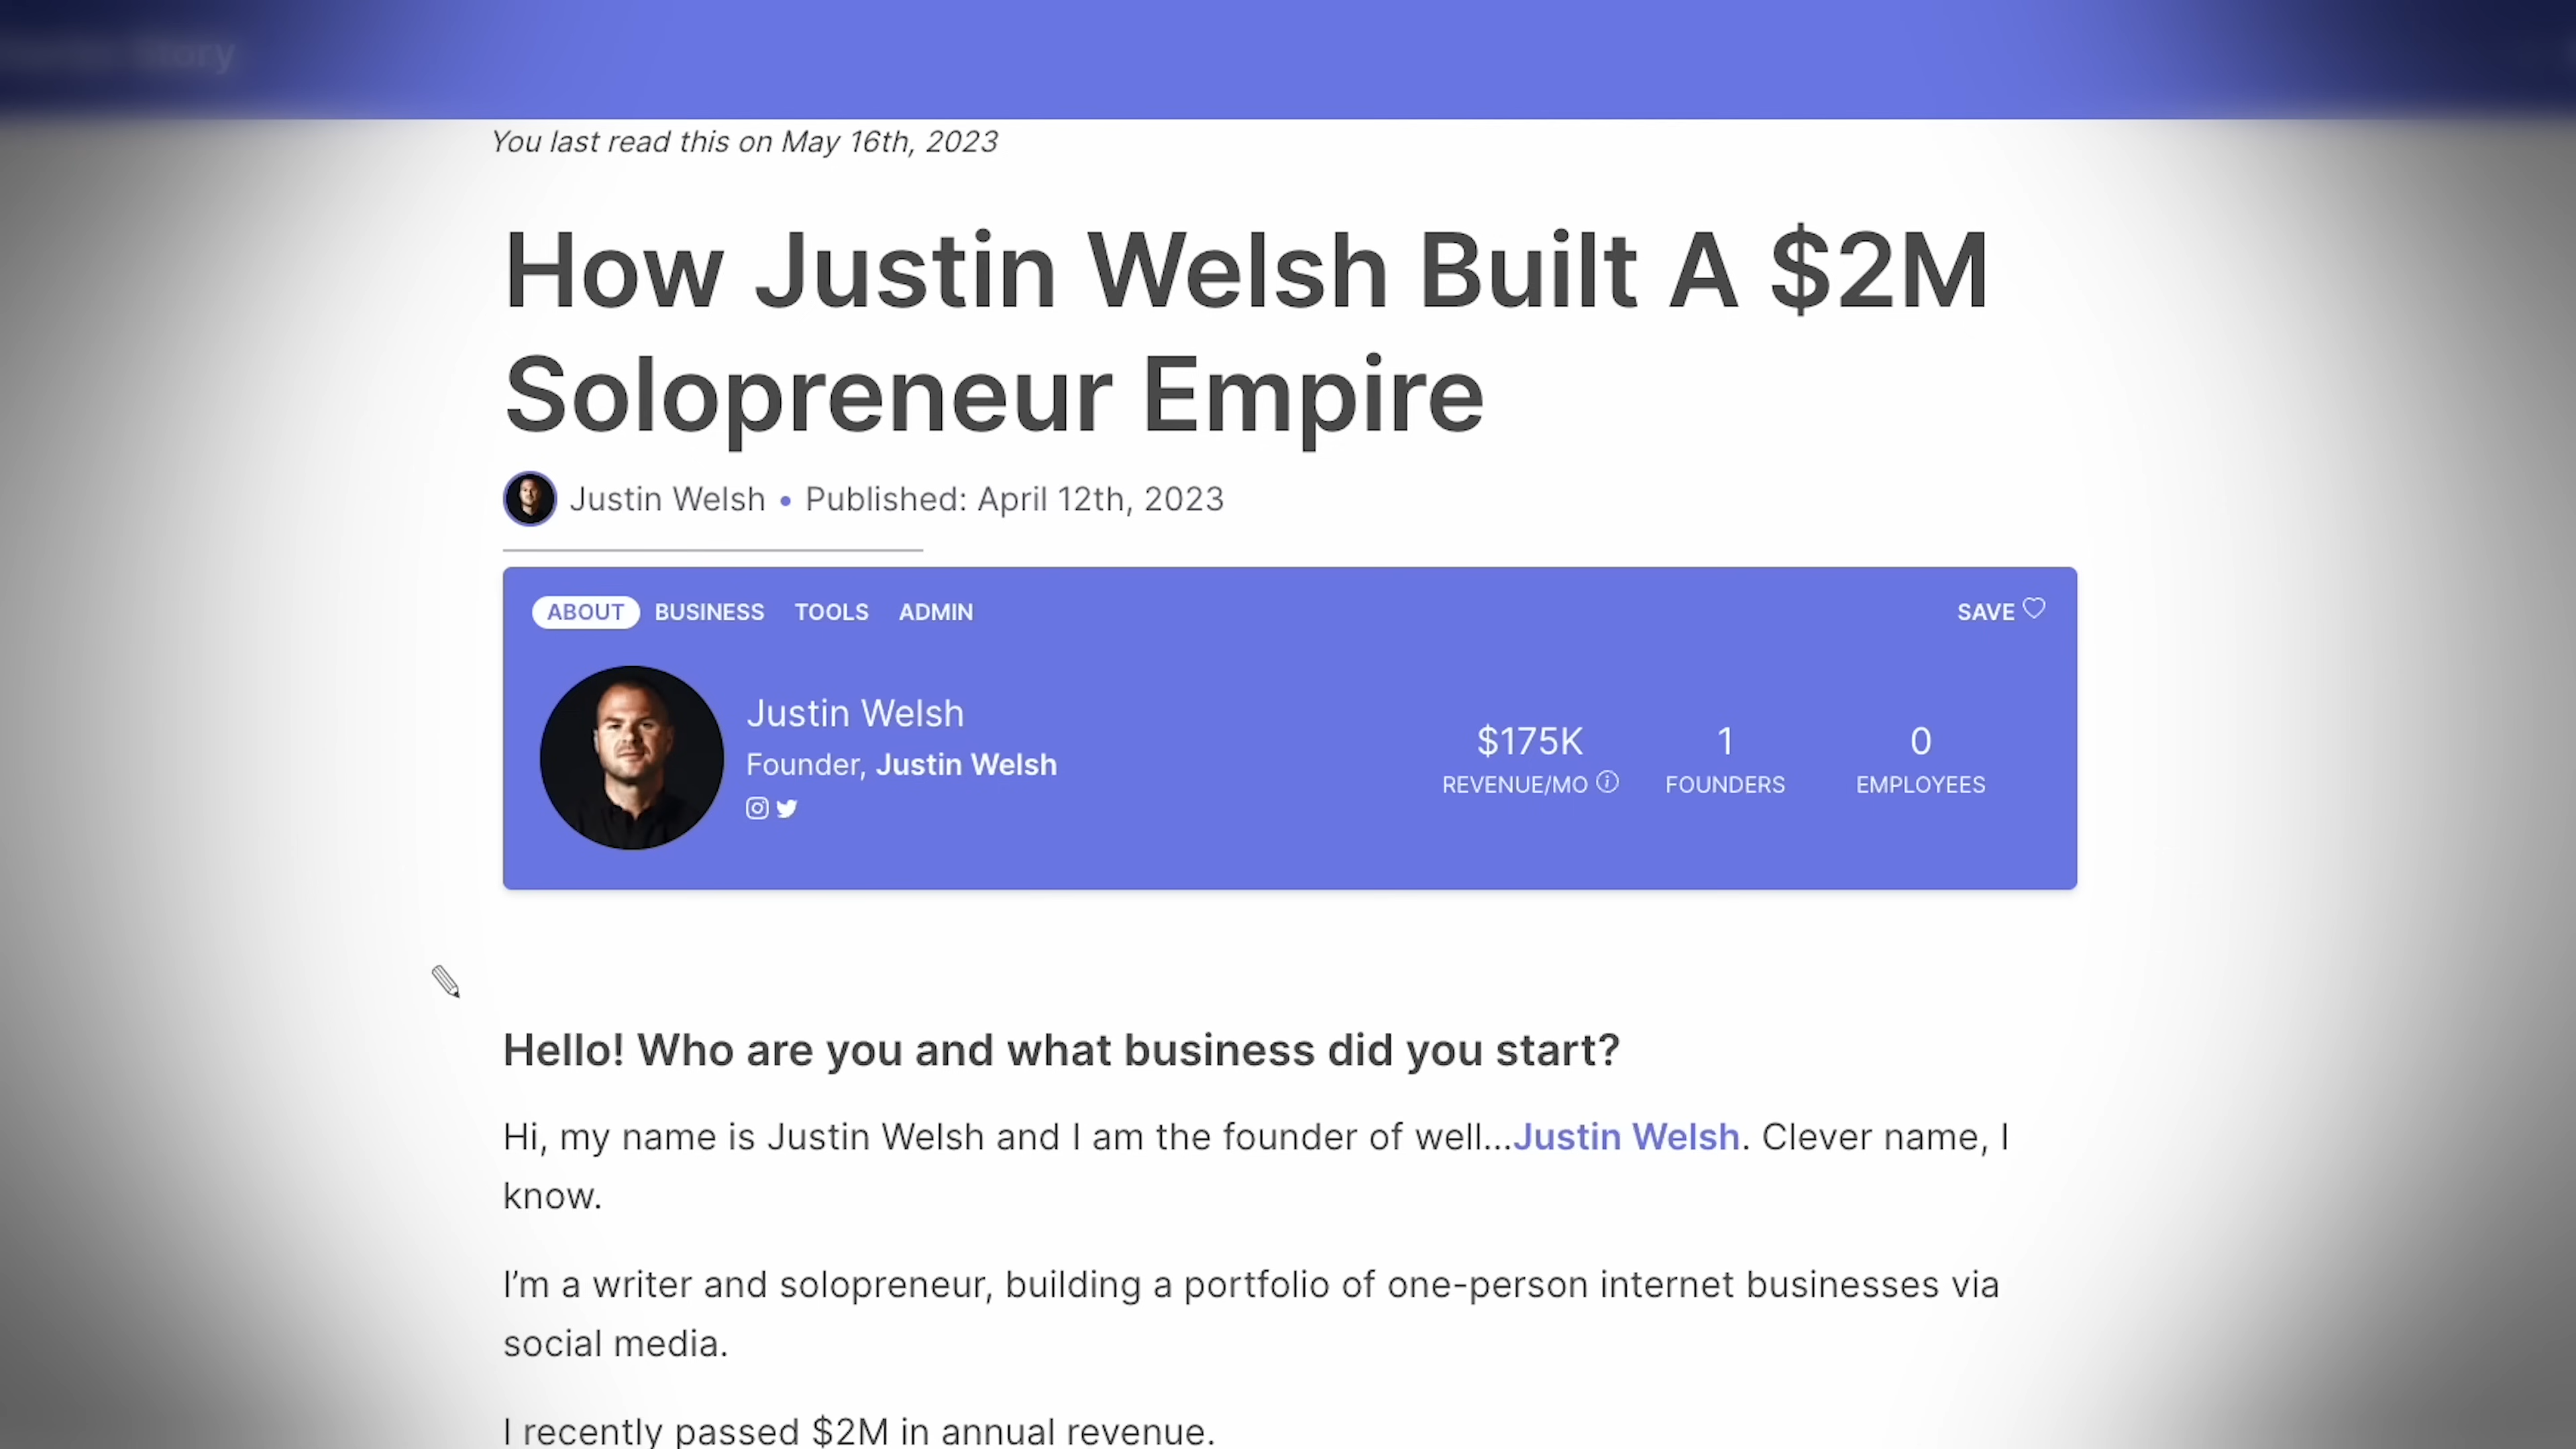 Story
You last read this on May 16th, 2023
How Justin Welsh Built A $2M
Solopreneur Empire
Justin Welsh • Published: April 12th, 2023
ABOUT BUSINESS TOOLS ADMIN SAVE
Justin Welsh
Founder, Justin Welsh
$175K 1 0
REVENUE/MO FOUNDERS EMPLOYEES
Hello! Who are you and what business did you start?
Hi, my name is Justin Welsh and I am the founder of well...Justin Welsh. Clever name, I
know.
I’m a writer and solopreneur, building a portfolio of one-person internet businesses via
social media.
I recently passed $2M in annual revenue.